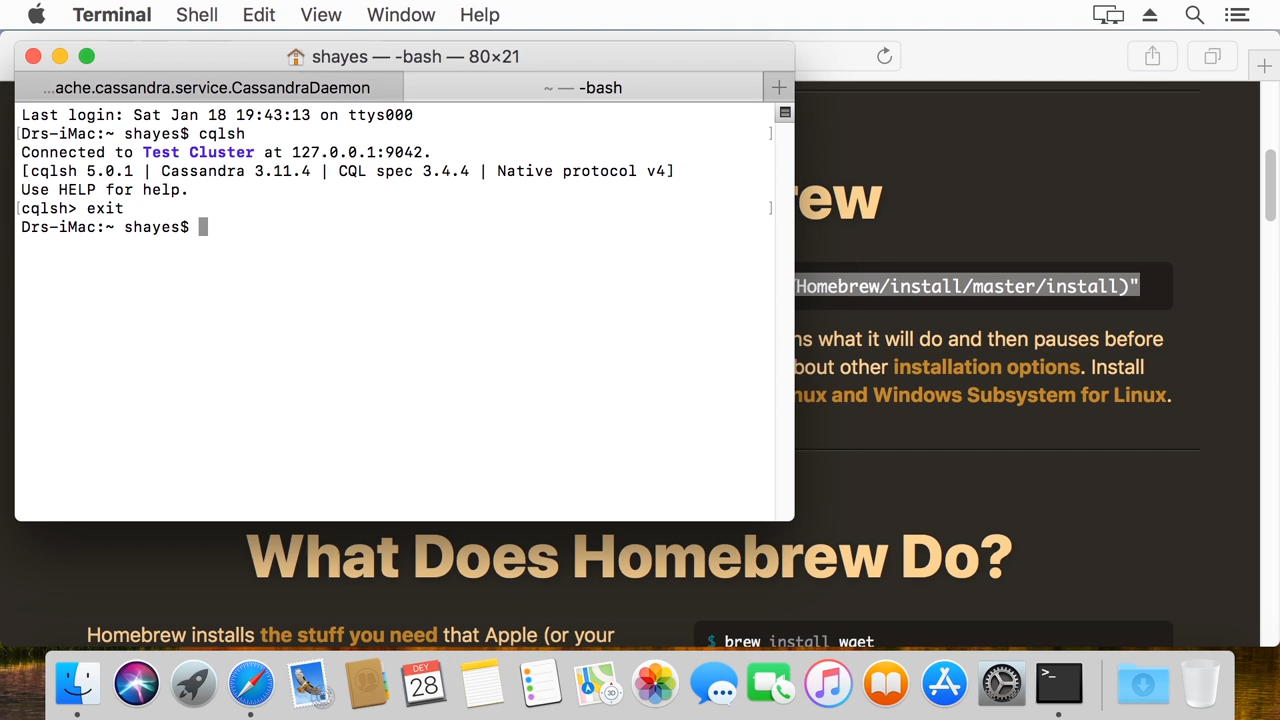 Terminal Shell Edit View Window Help
shayes — -bash — 80×21
...ache.cassandra.service.CassandraDaemon
~ — -bash
Last login: Sat Jan 18 19:43:13 on ttys000
[Drs-iMac:~ shayes$ cqlsh ]
Connected to Test Cluster at 127.0.0.1:9042.
[cqlsh 5.0.1 | Cassandra 3.11.4 | CQL spec 3.4.4 | Native protocol v4]
Use HELP for help.
[cqlsh> exit ]
Drs-iMac:~ shayes$
rew
/Homebrew/install/master/install)"
ns what it will do and then pauses before
bout other installation options. Install
nux and Windows Subsystem for Linux.
What Does Homebrew Do?
Homebrew installs the stuff you need that Apple (or your
$ brew install wget
DEY
28
3D
>_